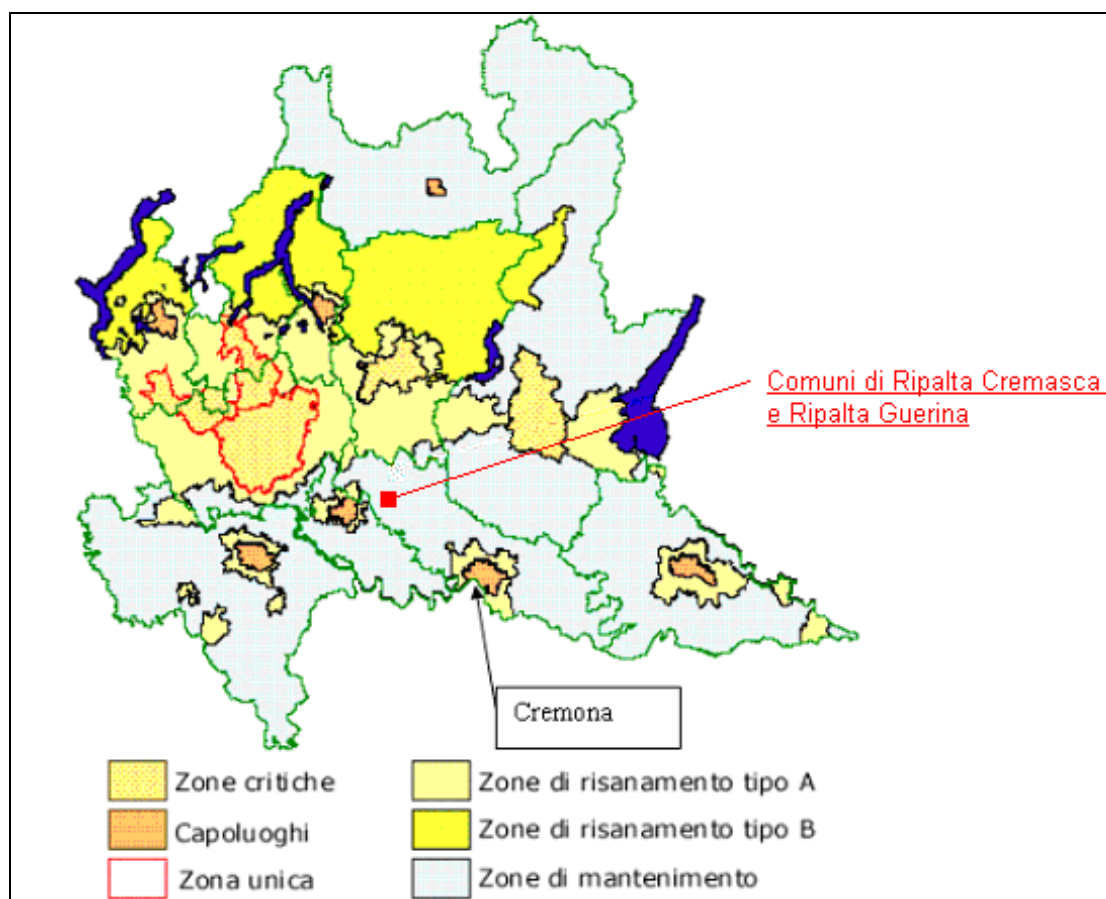 Comuni di Ripalta Cremasca
e Ripalta Guerina
Cremona
Zone critiche
Capoluoghi
Zona unica
Zone di risanamento tipo A
Zone di risanamento tipo B
Zone di mantenimento